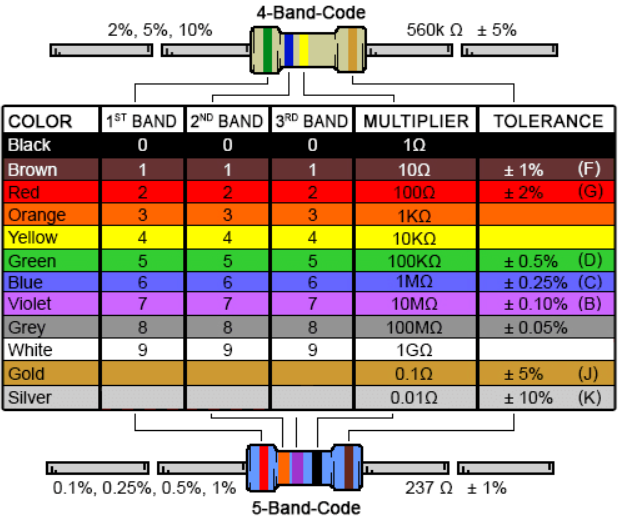 4-Band-Code
2%, 5%, 10% 560k Ω ± 5%
COLOR 1ST BAND 2ND BAND 3RD BAND MULTIPLIER TOLERANCE
Black 0 0 0 1Ω
Brown 1 1 1 10Ω ± 1% (F)
Red 2 2 2 100Ω ± 2% (G)
Orange 3 3 3 1KΩ
Yellow 4 4 4 10KΩ
Green 5 5 5 100KΩ ± 0.5% (D)
Blue 6 6 6 1MΩ ± 0.25% (C)
Violet 7 7 7 10MΩ ± 0.10% (B)
Grey 8 8 8 100MΩ ± 0.05%
White 9 9 9 1GΩ
Gold 0.1Ω ± 5% (J)
Silver 0.01Ω ± 10% (K)
0.1%, 0.25%, 0.5%, 1% 237 Ω ± 1%
5-Band-Code